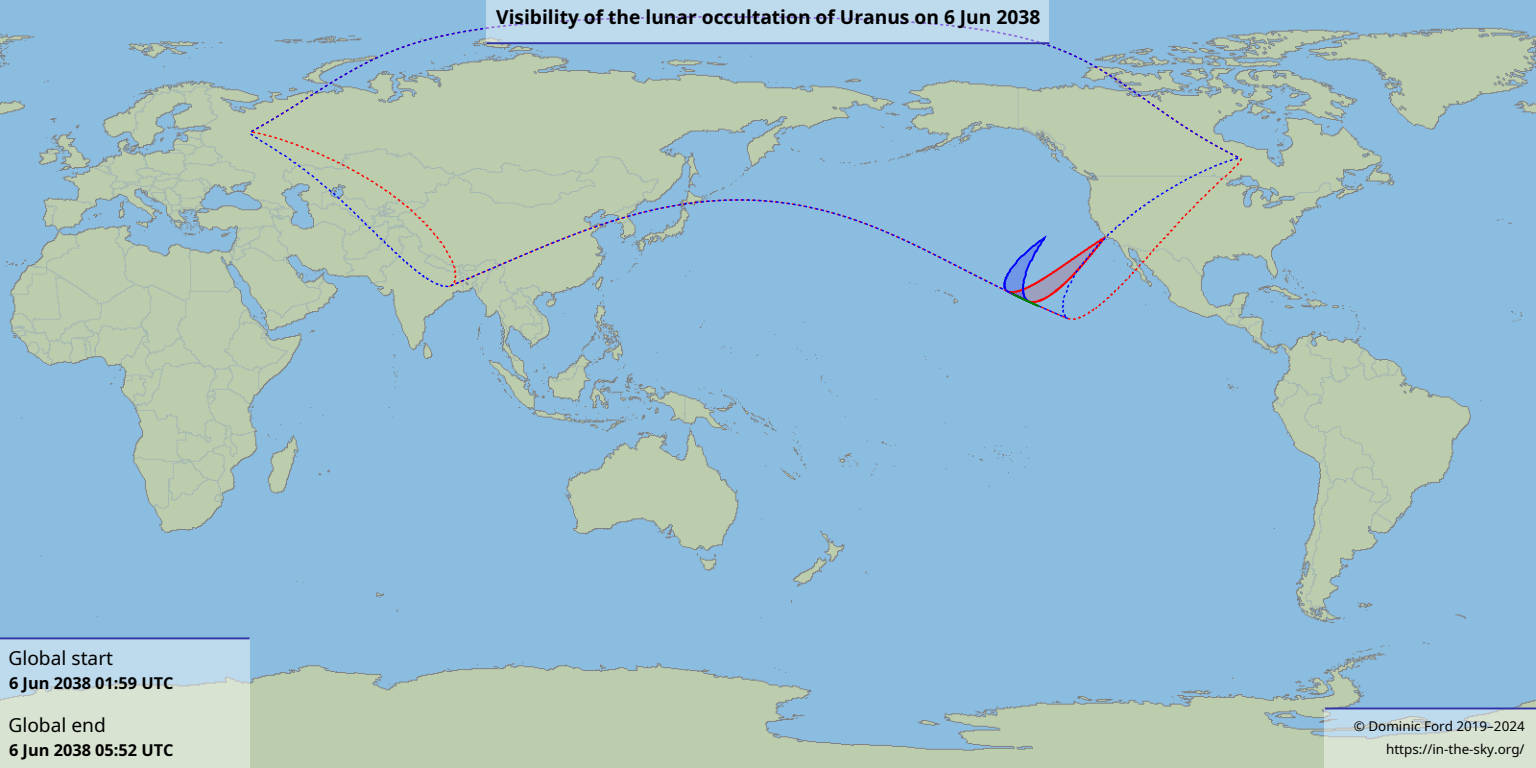 Visibility of the lunar occultation of Uranus on 6 Jun 2038
Global start
6 Jun 2038 01:59 UTC
Global end
6 Jun 2038 05:52 UTC
© Dominic Ford 2019–2024
https://in-the-sky.org/